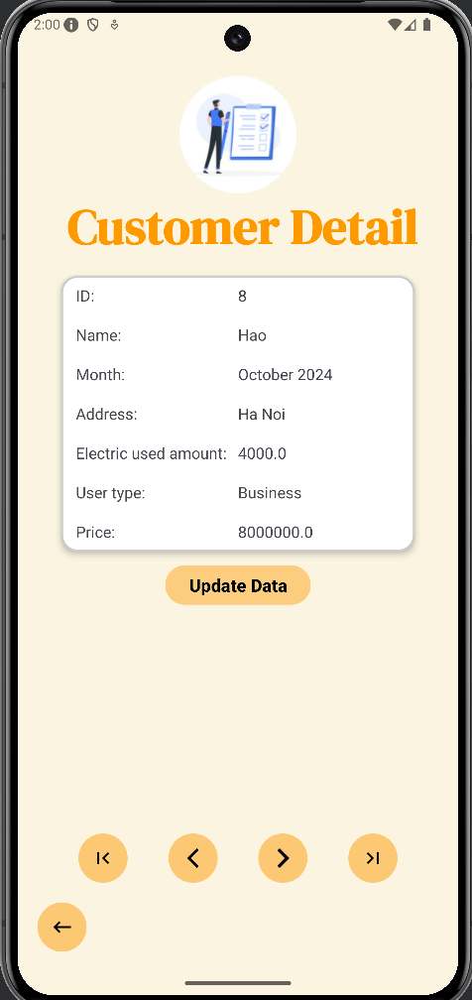 2:00
Customer Detail
ID: 8
Name: Hao
Month: October 2024
Address: Ha Noi
Electric used amount: 4000.0
User type: Business
Price: 8000000.0
Update Data